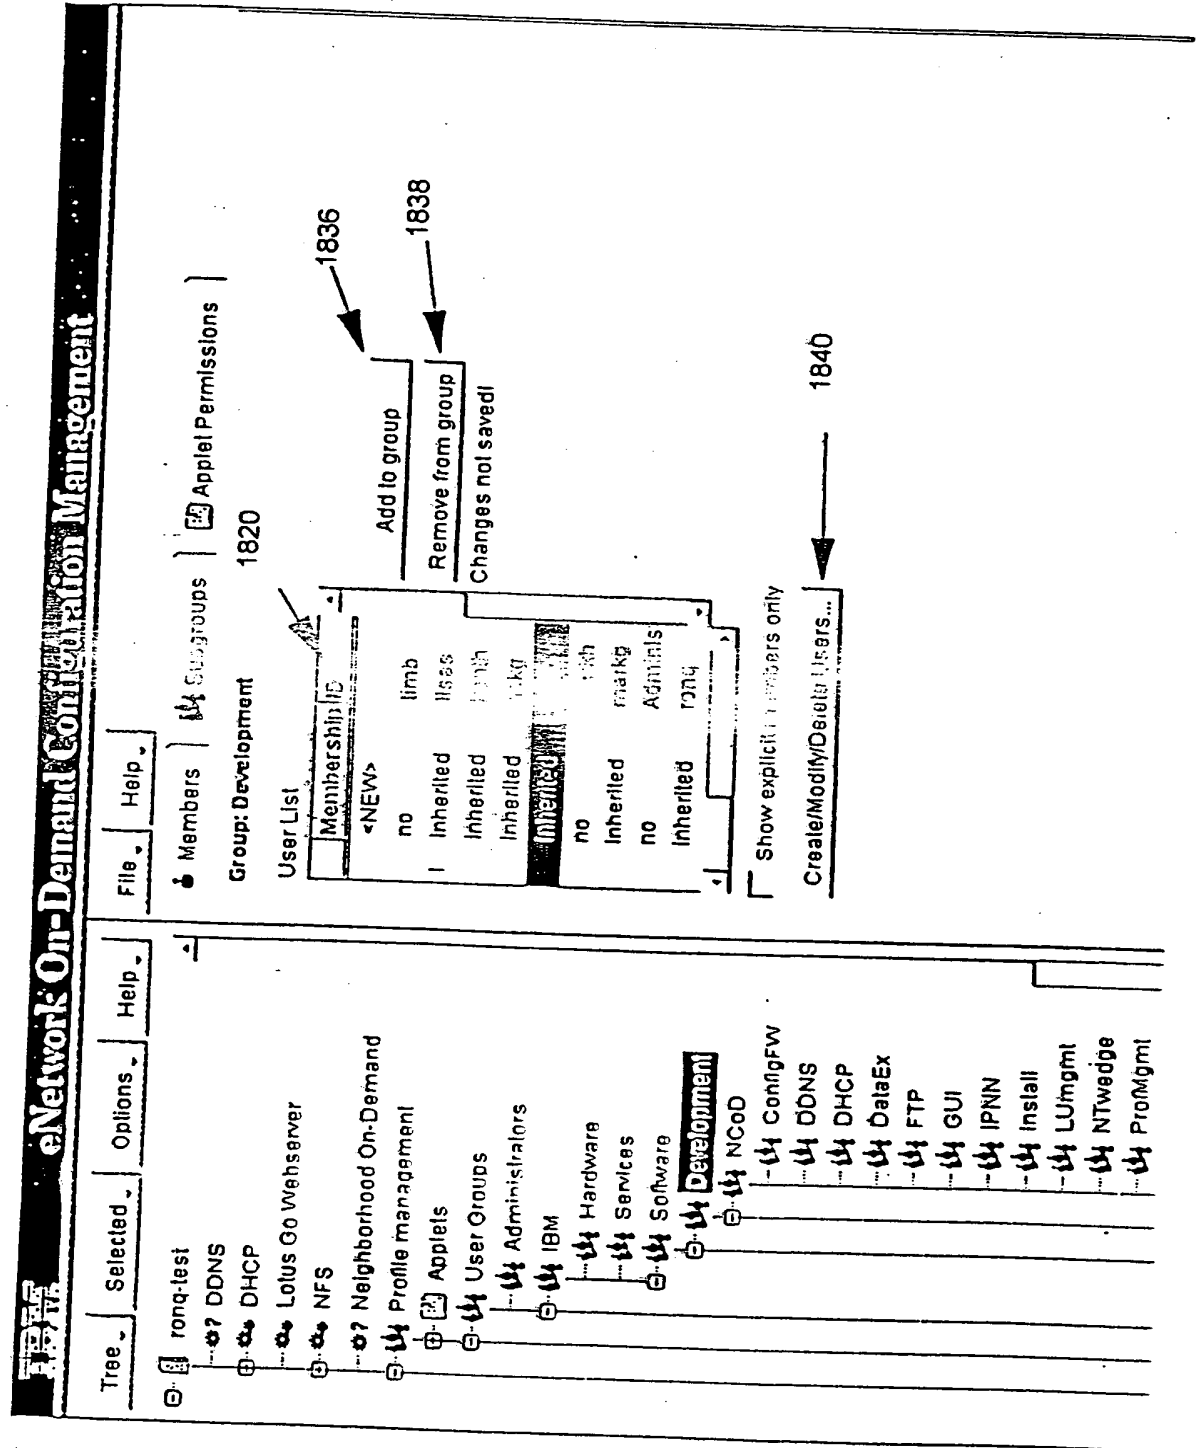 eNetwork On-Demand Configuration Management
Tree Selected Options Help
ronq-test
DDNS
DHCP
Lotus Go Webserver
NFS
Neighborhood On-Demand
Profile management
Applets
User Groups
Administrators
IBM
Hardware
Services
Software
Development
NCoD
ConfigFW
DDNS
DHCP
DataEx
FTP
GUI
IPNN
Install
LUmgmt
NTwedge
ProfMgmt
File Help
Members Subgroups Applet Permissions
Group: Development
1820
User List
Membership ID
<NEW>
no limb
Inherited
Inherited
Inherited
Inherited
no
Inherited markg
no Adminis
Inherited ronq
Add to group
1836
Remove from group
1838
Changes not saved!
Show explicit members only
Create/Modify/Delete Users...
1840